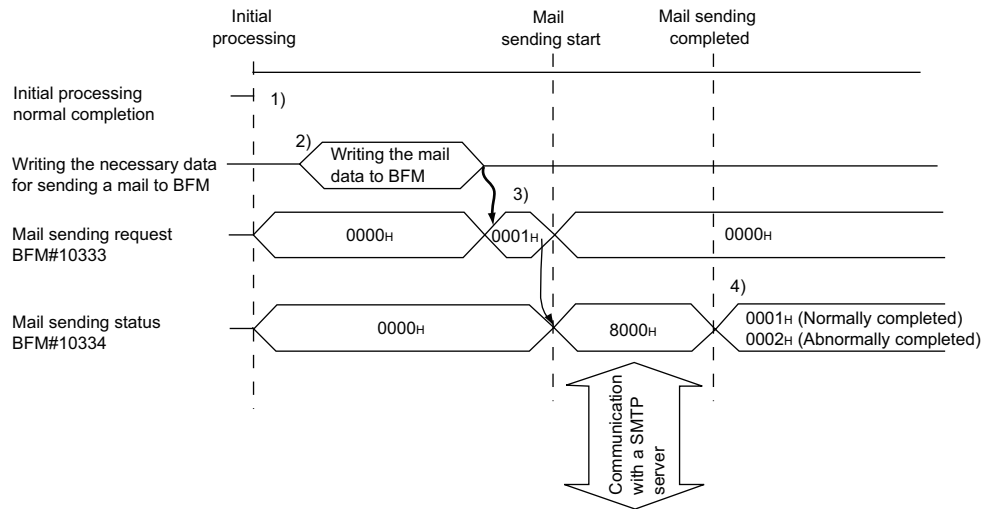 Initial
processing
Mail
sending start
Mail sending
completed
Initial processing
normal completion
1)
Writing the necessary data
for sending a mail to BFM
2)
Writing the mail
data to BFM
3)
Mail sending request
BFM#10333
0000H
0001H
0000H
Mail sending status
BFM#10334
0000H
8000H
4)
0001H (Normally completed)
0002H (Abnormally completed)
Communication
with a SMTP
server